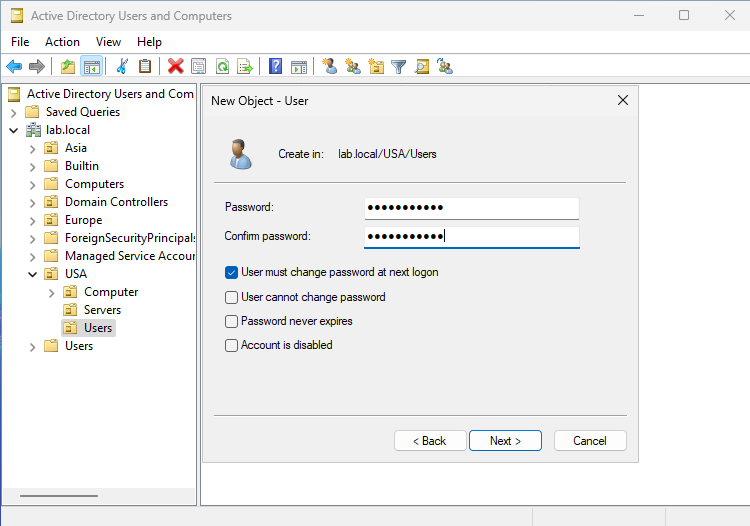 Active Directory Users and Computers
File Action View Help
Active Directory Users and Com
Saved Queries
lab.local
Asia
Builtin
Computers
Domain Controllers
Europe
ForeignSecurityPrincipals
Managed Service Accour
USA
Computer
Servers
Users
Users
New Object - User
Create in: lab.local/USA/Users
Password: ●●●●●●●●●●●
Confirm password: ●●●●●●●●●●●
User must change password at next logon
User cannot change password
Password never expires
Account is disabled
< Back Next > Cancel